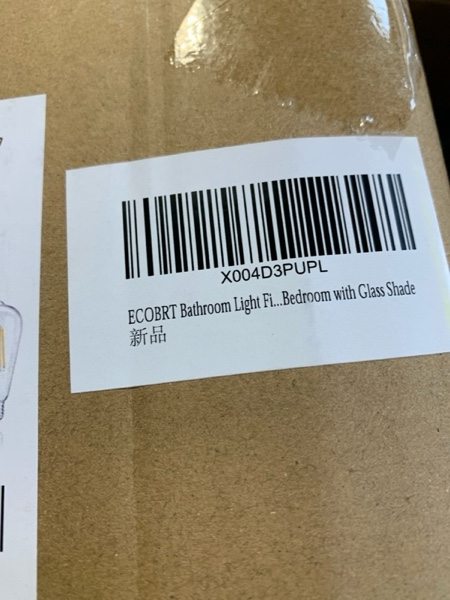 X004D3PUPL
ECOBRT Bathroom Light Fi...Bedroom with Glass Shade
新品